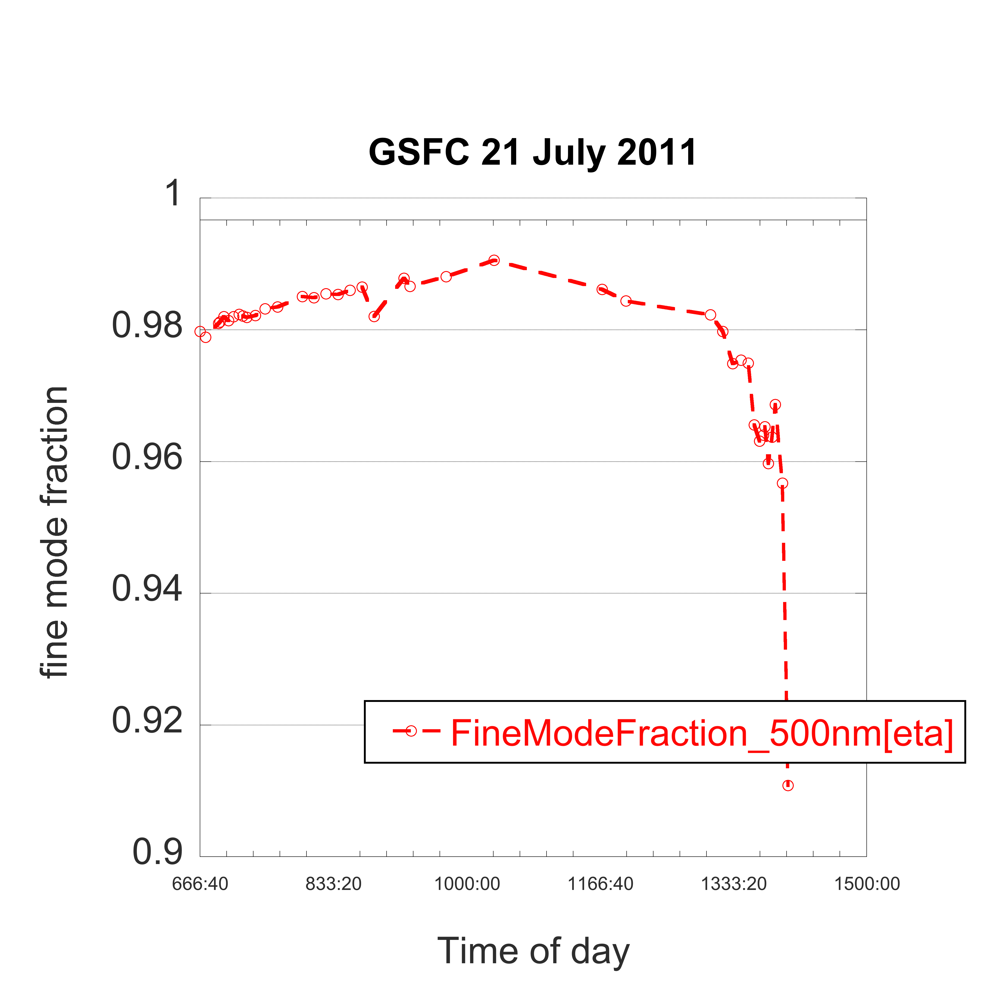 GSFC 21 July 2011
1
0.98
0.96
0.94
0.92
0.9
fine mode fraction
FineModeFraction_500nm[eta]
666:40 833:20 1000:00 1166:40 1333:20 1500:00
Time of day